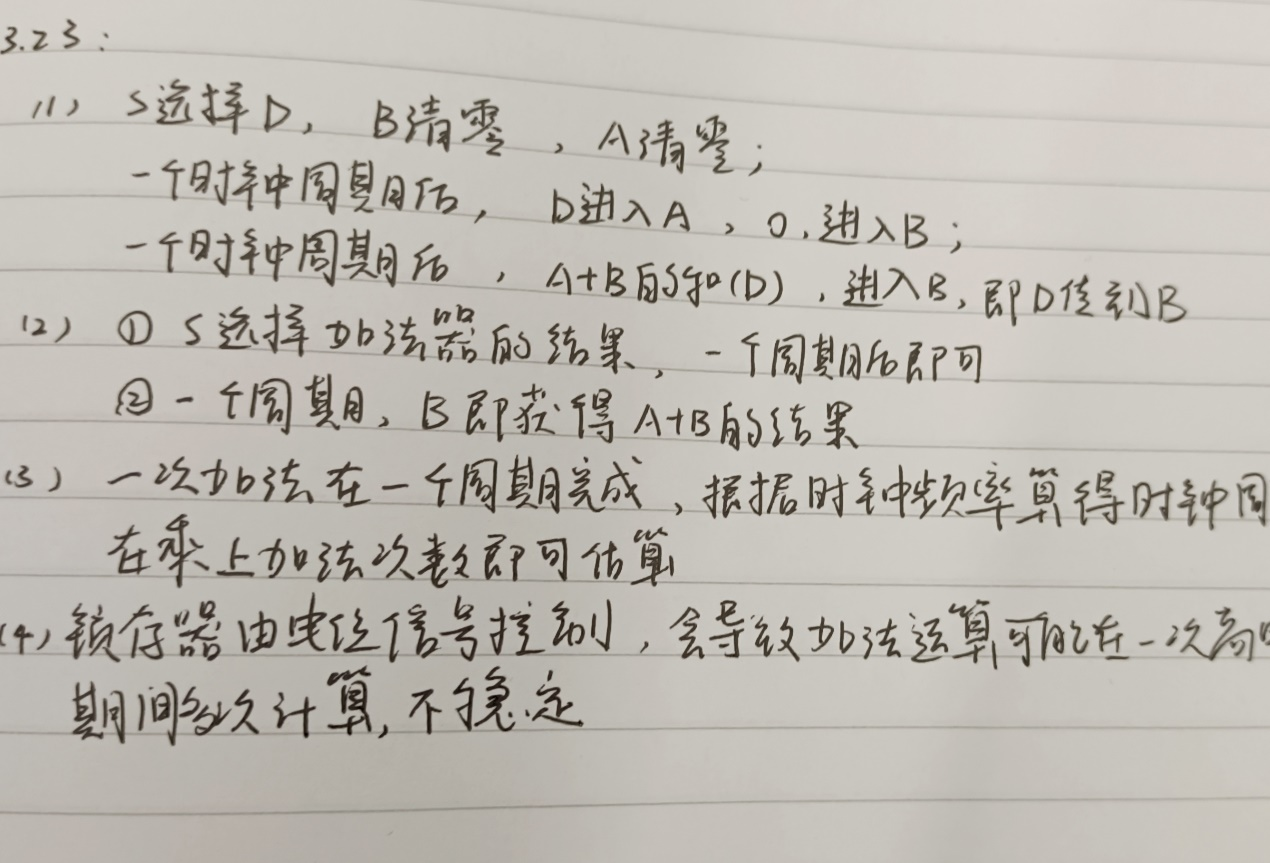 3.23:
(1) S选择D, B清零, A清零;
一个时钟周期后, D进入A, 0.进入B;
一个时钟周期后, A+B的和(D), 进入B, 即D传到B
(2) ① S选择加法器的结果, 一个周期后即可
② 一个周期, B即获得A+B的结果
(3) 一次加法在一个周期完成, 根据时钟频率算得时钟周
在乘上加法次数即可估算
(4) 锁存器由电位信号控制, 会导致加法运算可能在一次高
期间多次计算, 不稳定